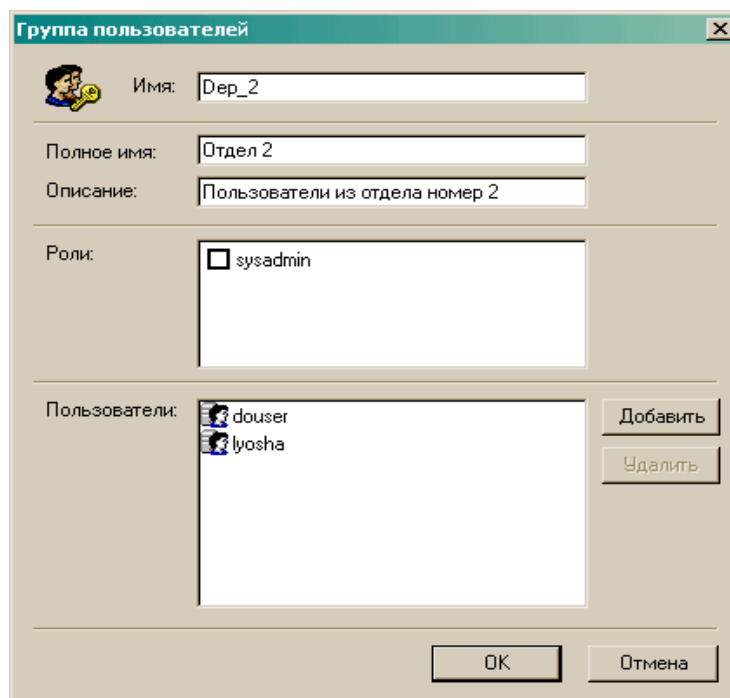 Группа пользователей
Имя: Dep_2
Полное имя: Отдел 2
Описание: Пользователи из отдела номер 2
Роли: sysadmin
Пользователи: douser Добавить
lyosha Удалить
OK Отмена